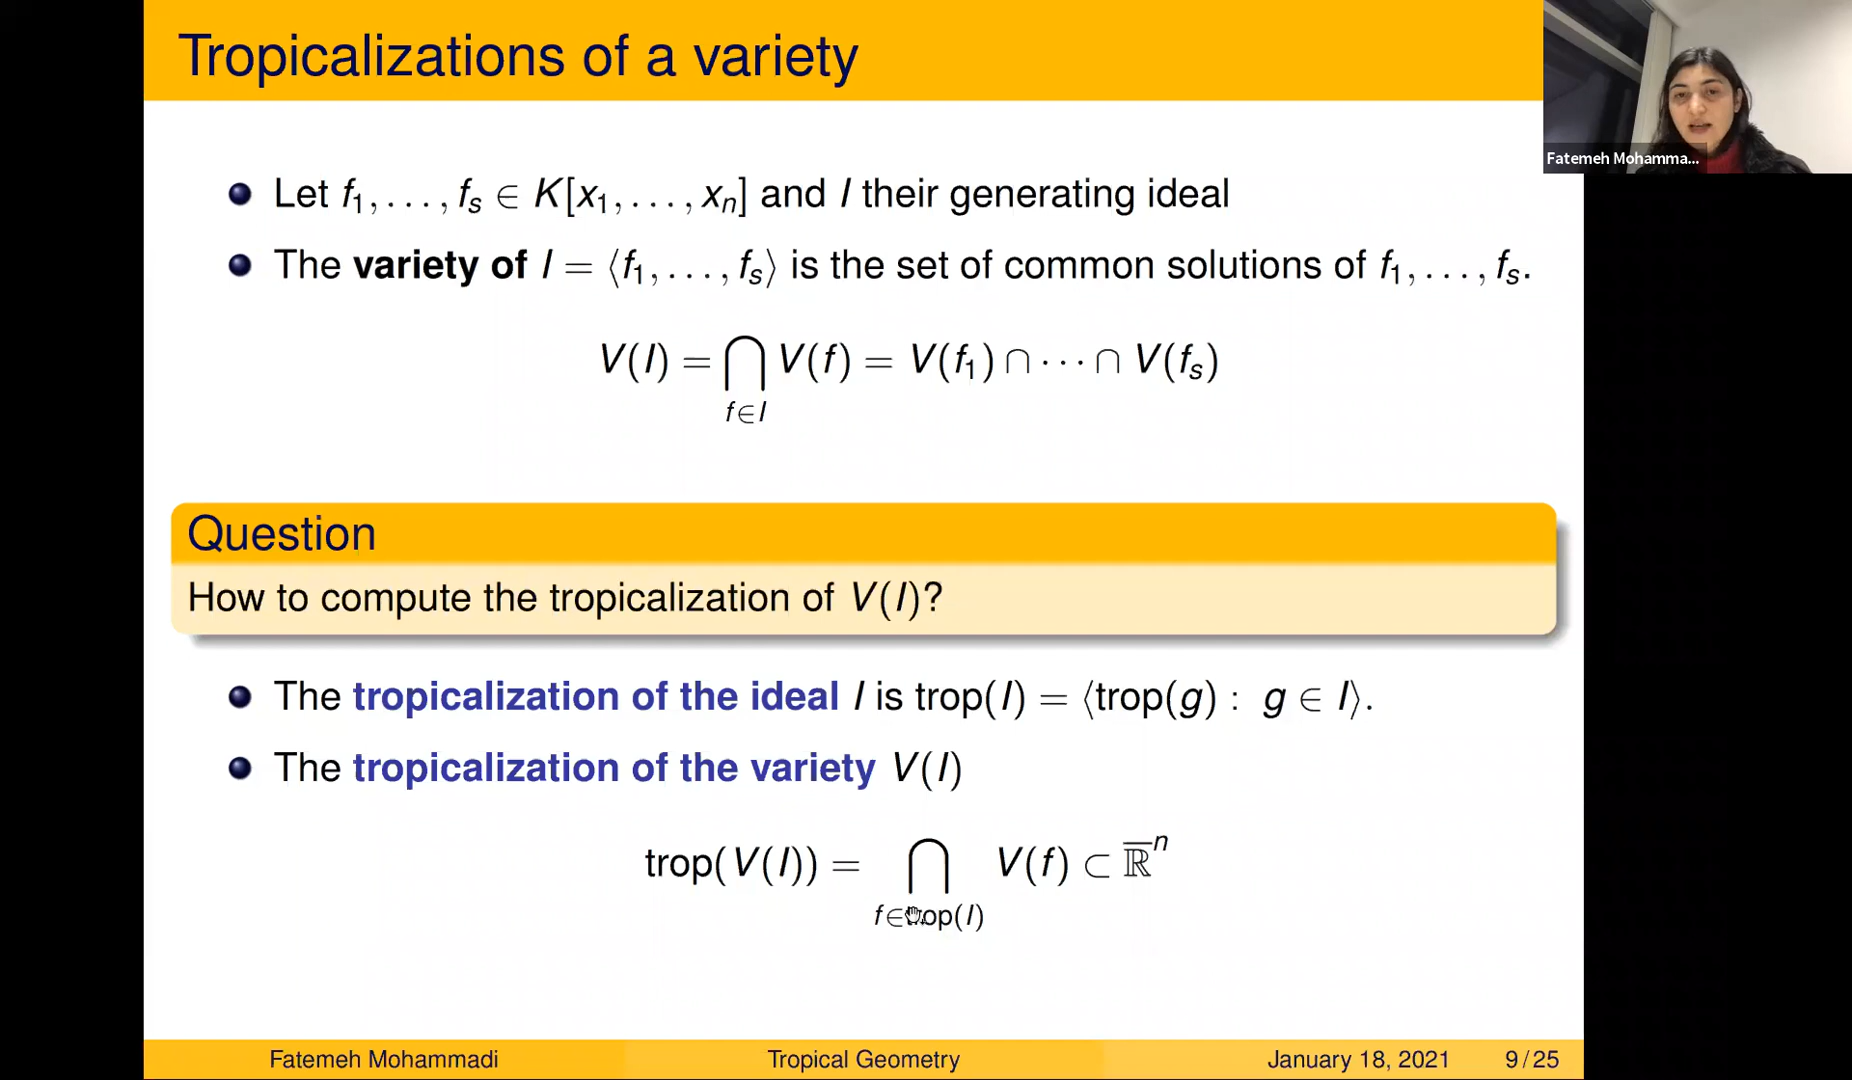 Tropicalizations of a variety
Fatemeh Mohamma...
Let f₁, . . . , fₛ ∈ K[x₁, . . . , xₙ] and I their generating ideal
The variety of I = ⟨f₁, . . . , fₛ⟩ is the set of common solutions of f₁, . . . , fₛ.
V(I) = ⋂ V(f) = V(f₁) ∩ · · · ∩ V(fₛ)
f∈I
Question
How to compute the tropicalization of V(I)?
The tropicalization of the ideal I is trop(I) = ⟨trop(g) : g ∈ I⟩.
The tropicalization of the variety V(I)
trop(V(I)) = ⋂ V(f) ⊂ ℝ̅ⁿ
f∈trop(I)
Fatemeh Mohammadi Tropical Geometry January 18, 2021 9 / 25